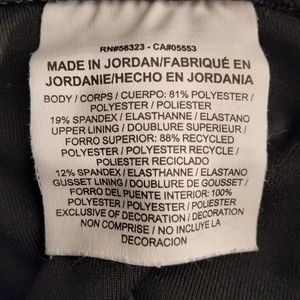 RN#56323 - CA#05553
MADE IN JORDAN/FABRIQUÉ EN
JORDANIE/HECHO EN JORDANIA
BODY / CORPS / CUERPO: 81% POLYESTER /
POLYESTER / POLIESTER
19% SPANDEX / ELASTHANNE / ELASTANO
UPPER LINING / DOUBLURE SUPERIEUR /
FORRO SUPERIOR: 88% RECYCLED
POLYESTER / POLYESTER RECYCLE /
POLIESTER RECICLADO
12% SPANDEX / ELASTHANNE / ELASTANO
GUSSET LINING / DOUBLURE DE GOUSSET /
FORRO DEL PUENTE INTERIOR: 100%
POLYESTER / POLYESTER / POLIESTER
EXCLUSIVE OF DECORATION / DECORATION
NON COMPRISE / NO INCLUYE LA
DECORACION